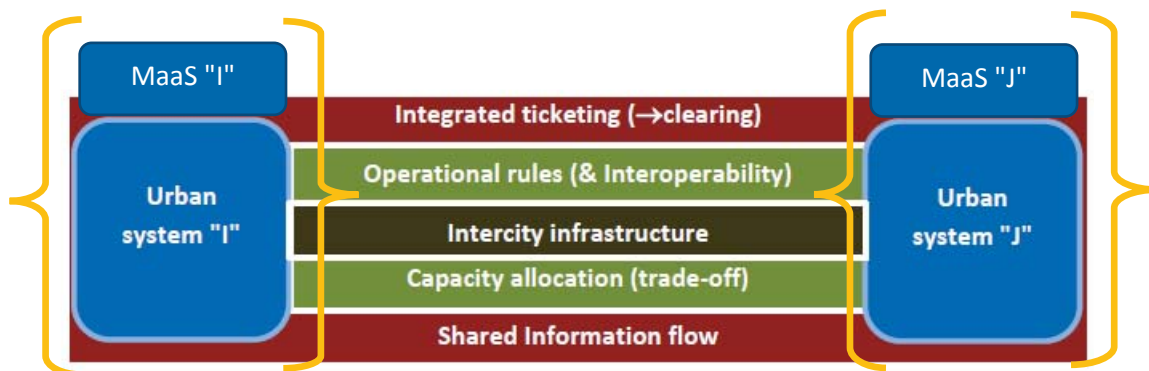 MaaS "I"
MaaS "J"
Integrated ticketing (→clearing)
Operational rules (& Interoperability)
Urban
system "I"
Intercity infrastructure
Urban
system "J"
Capacity allocation (trade-off)
Shared Information flow